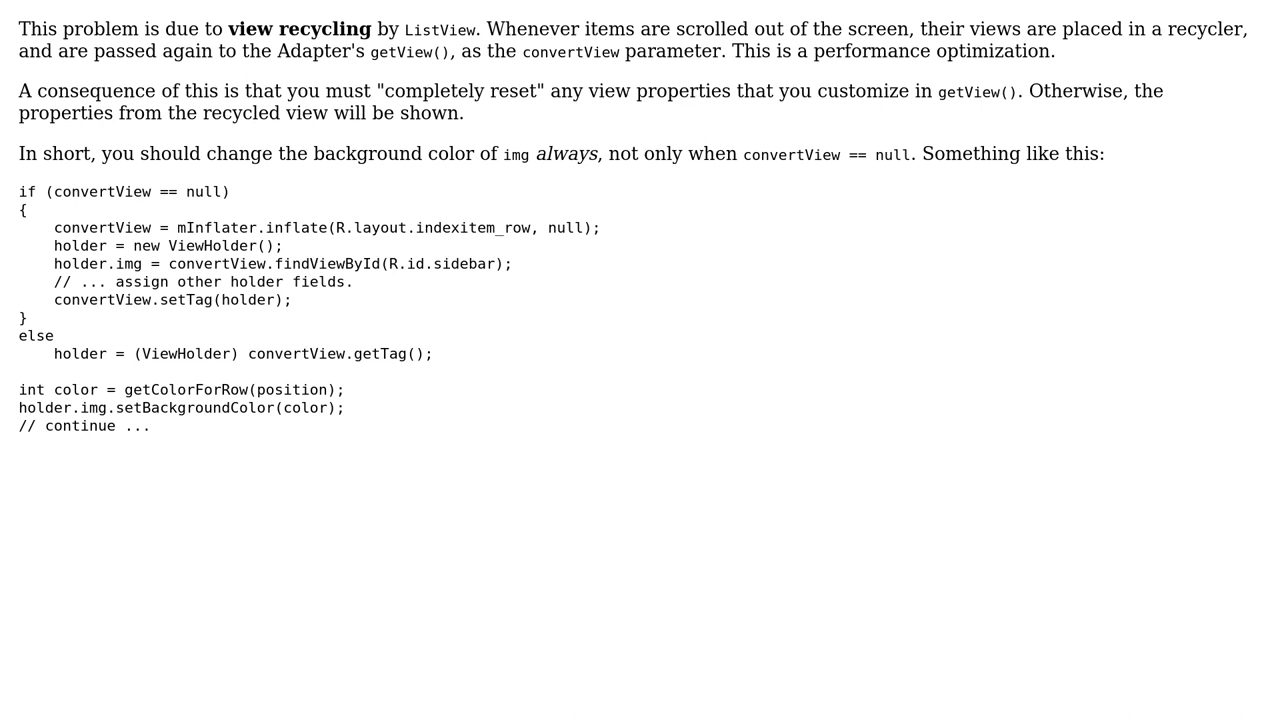 This problem is due to view recycling by ListView. Whenever items are scrolled out of the screen, their views are placed in a recycler,
and are passed again to the Adapter's getView(), as the convertView parameter. This is a performance optimization.
A consequence of this is that you must "completely reset" any view properties that you customize in getView(). Otherwise, the
properties from the recycled view will be shown.
In short, you should change the background color of img always, not only when convertView == null. Something like this:
if (convertView == null)
{
    convertView = mInflater.inflate(R.layout.indexitem_row, null);
    holder = new ViewHolder();
    holder.img = convertView.findViewById(R.id.sidebar);
    // ... assign other holder fields.
    convertView.setTag(holder);
}
else
    holder = (ViewHolder) convertView.getTag();
int color = getColorForRow(position);
holder.img.setBackgroundColor(color);
// continue ...